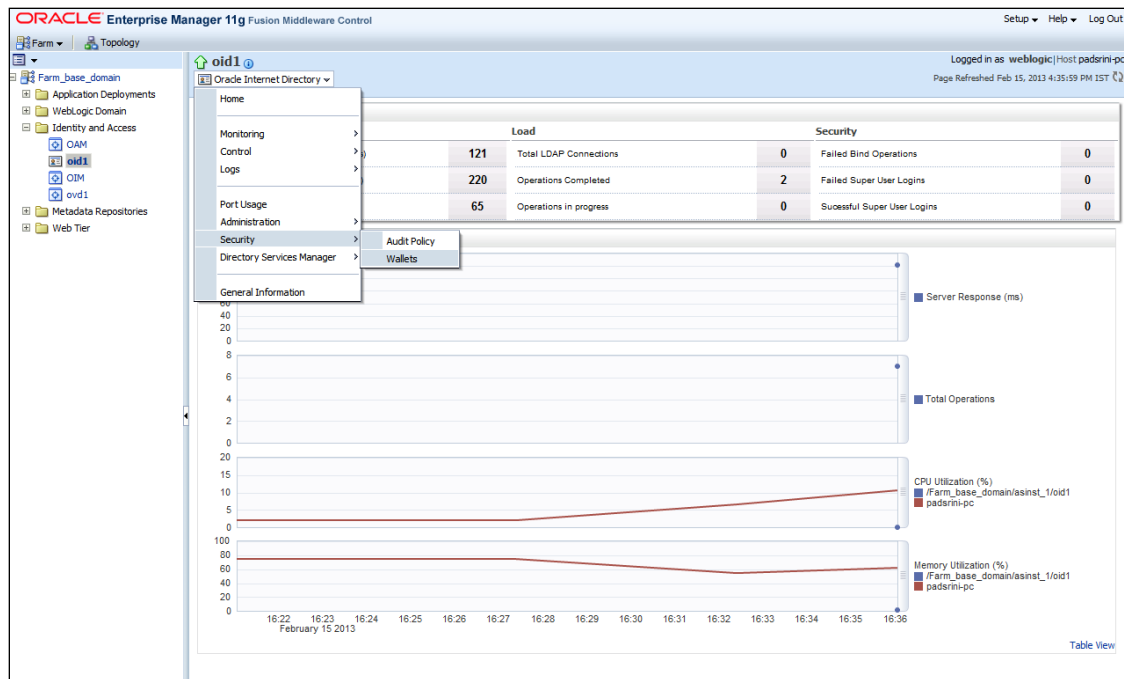 ORACLE Enterprise Manager 11g Fusion Middleware Control
Setup Help Log Out
Farm Topology
Farm_base_domain
Application Deployments
WebLogic Domain
Identity and Access
OAM
oid1
OIM
ovd1
Metadata Repositories
Web Tier
oid1
Logged in as weblogic|Host padsrini-pc
Oracle Internet Directory
Page Refreshed Feb 15, 2013 4:35:59 PM IST
Home
Monitoring
Control
Logs
Port Usage
Administration
Security
Directory Services Manager
General Information
Audit Policy
Wallets
121
220
65
Load
Total LDAP Connections 0
Operations Completed 2
Operations in progress 0
Security
Failed Bind Operations 0
Failed Super User Logins 0
Sucessful Super User Logins 0
60
40
20
0
Server Response (ms)
8
6
4
2
0
Total Operations
20
15
10
5
0
CPU Utilization (%)
/Farm_base_domain/asinst_1/oid1
padsrini-pc
100
80
60
40
20
0
Memory Utilization (%)
/Farm_base_domain/asinst_1/oid1
padsrini-pc
16:22 16:23 16:24 16:25 16:26 16:27 16:28 16:29 16:30 16:31 16:32 16:33 16:34 16:35 16:36
February 15 2013
Table View